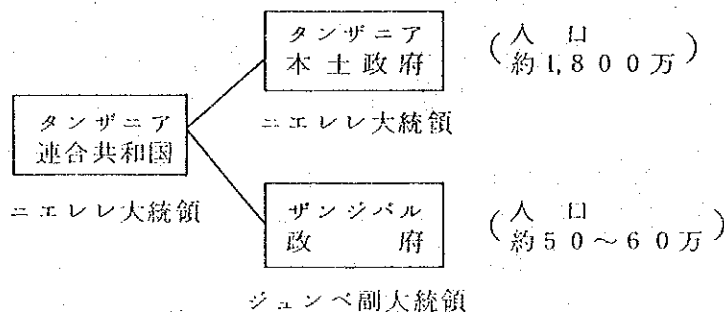 タンザニア
本土政府
(人口
約1,800万)
ニエレレ大統領
タンザニア
連合共和国
ニエレレ大統領
ザンジバル
政府
(人口
約50～60万)
ジュンベ副大統領